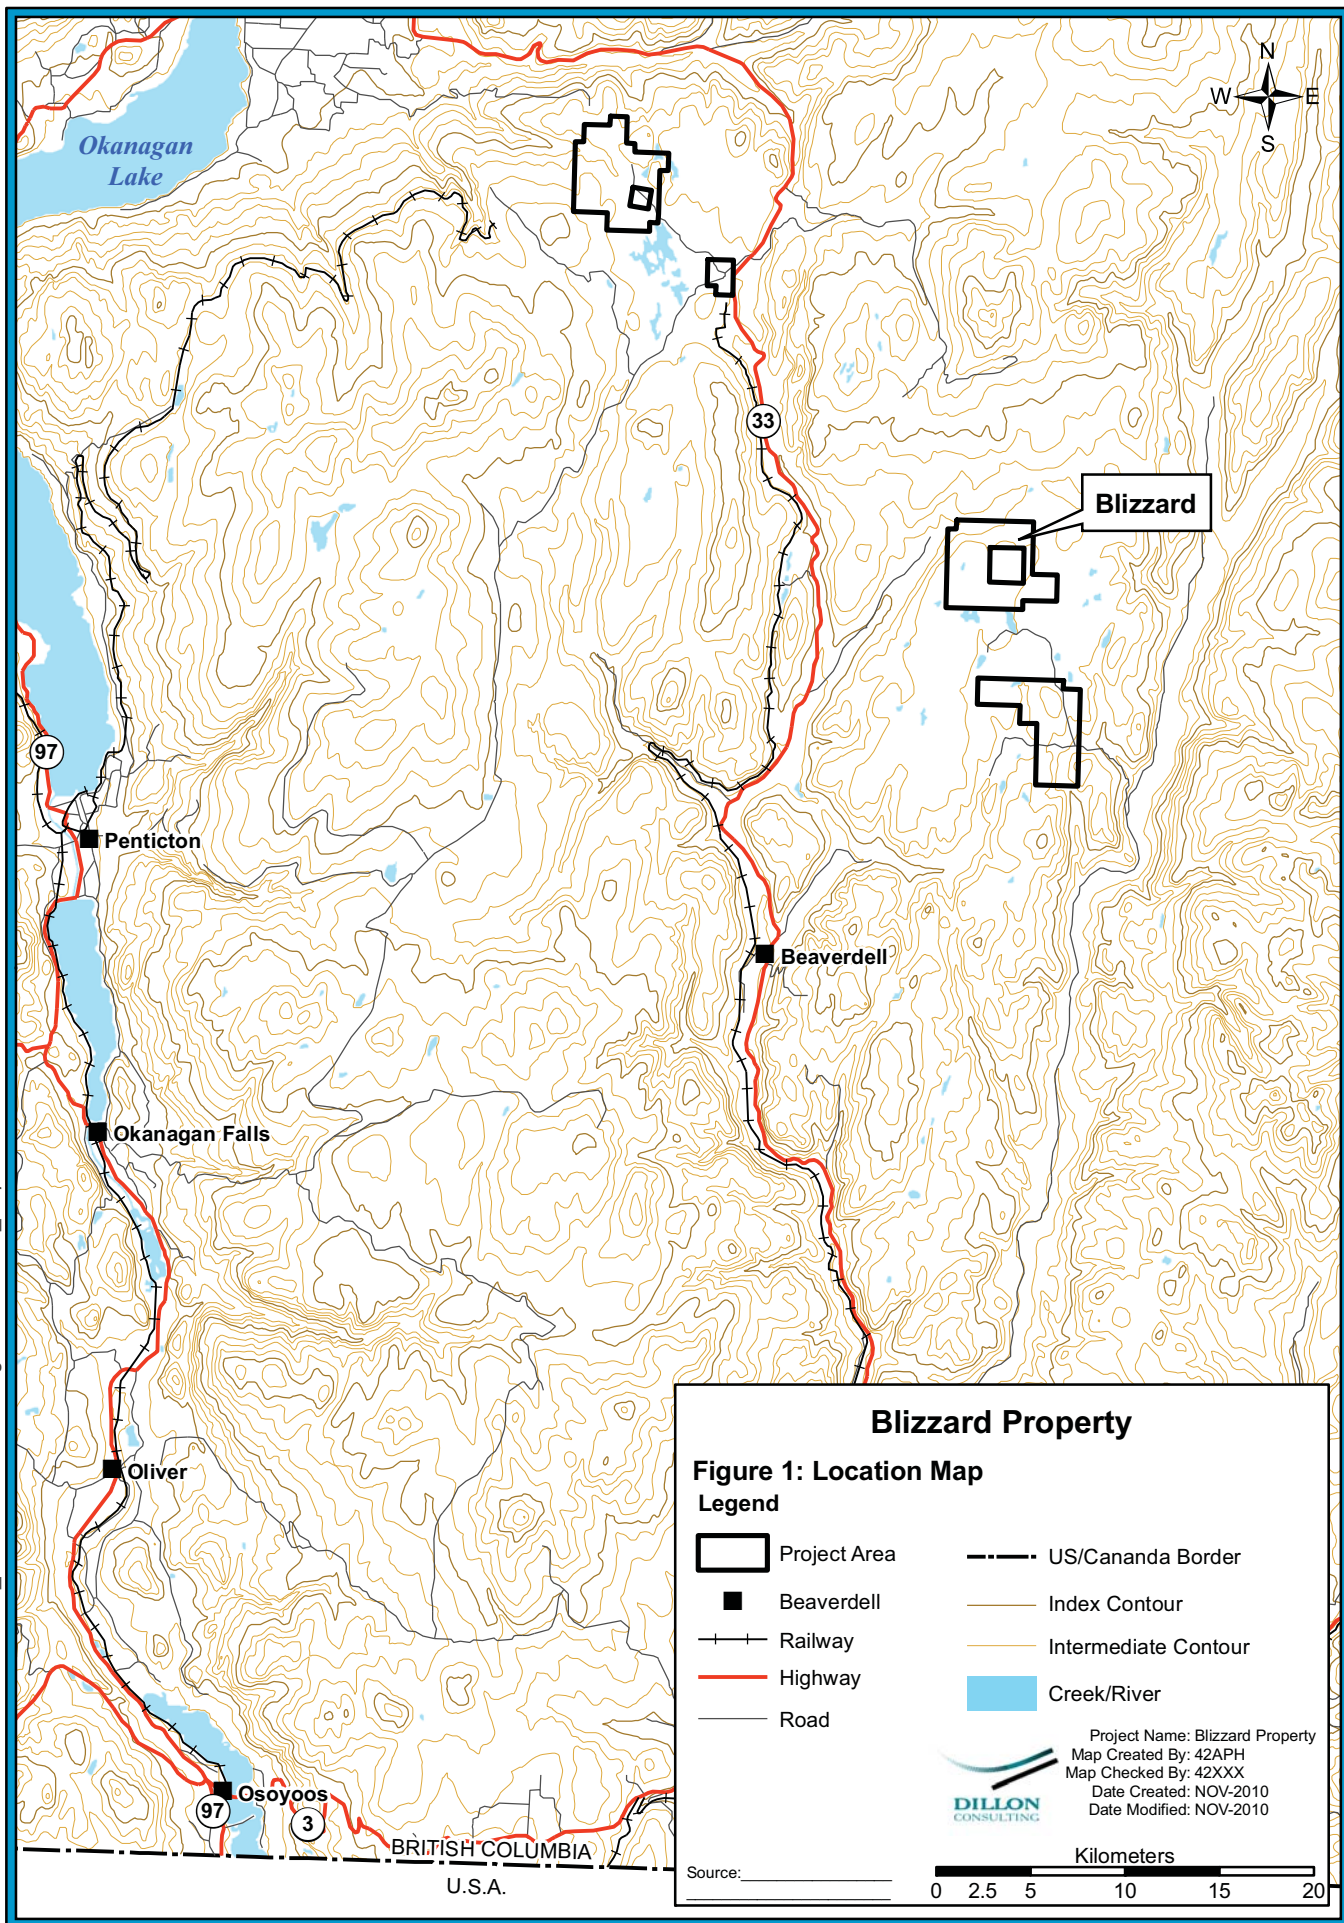 N
W E
S
Okanagan
Lake
33
Blizzard
97
Penticton
Beaverdell
Okanagan Falls
Oliver
Osoyoos
97
3
BRITISH COLUMBIA
U.S.A.
Blizzard Property
Figure 1: Location Map
Legend
Project Area
Beaverdell
Railway
Highway
Road
US/Cananda Border
Index Contour
Intermediate Contour
Creek/River
Project Name: Blizzard Property
Map Created By: 42APH
Map Checked By: 42XXX
Date Created: NOV-2010
Date Modified: NOV-2010
DILLON
CONSULTING
Source:
Kilometers
0 2.5 5 10 15 20